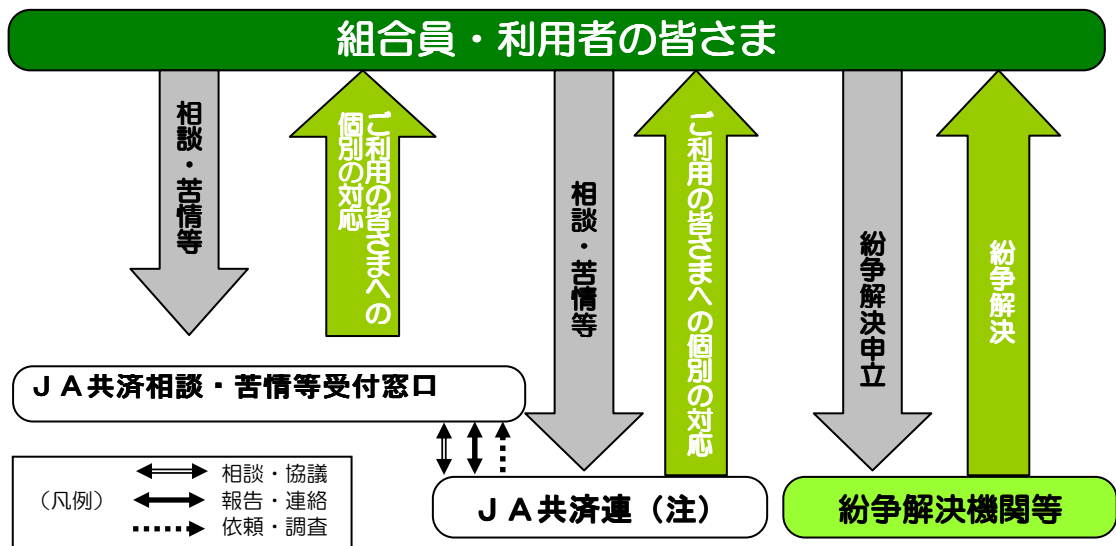 組合員・利用者の皆さま
相談・苦情等
ご利用の皆さまへの
個別の対応
相談・苦情等
ご利用の皆さまへの個別の対応
紛争解決申立
紛争解決
ＪＡ共済相談・苦情等受付窓口
（凡例）
相談・協議
報告・連絡
依頼・調査
ＪＡ共済連（注）
紛争解決機関等